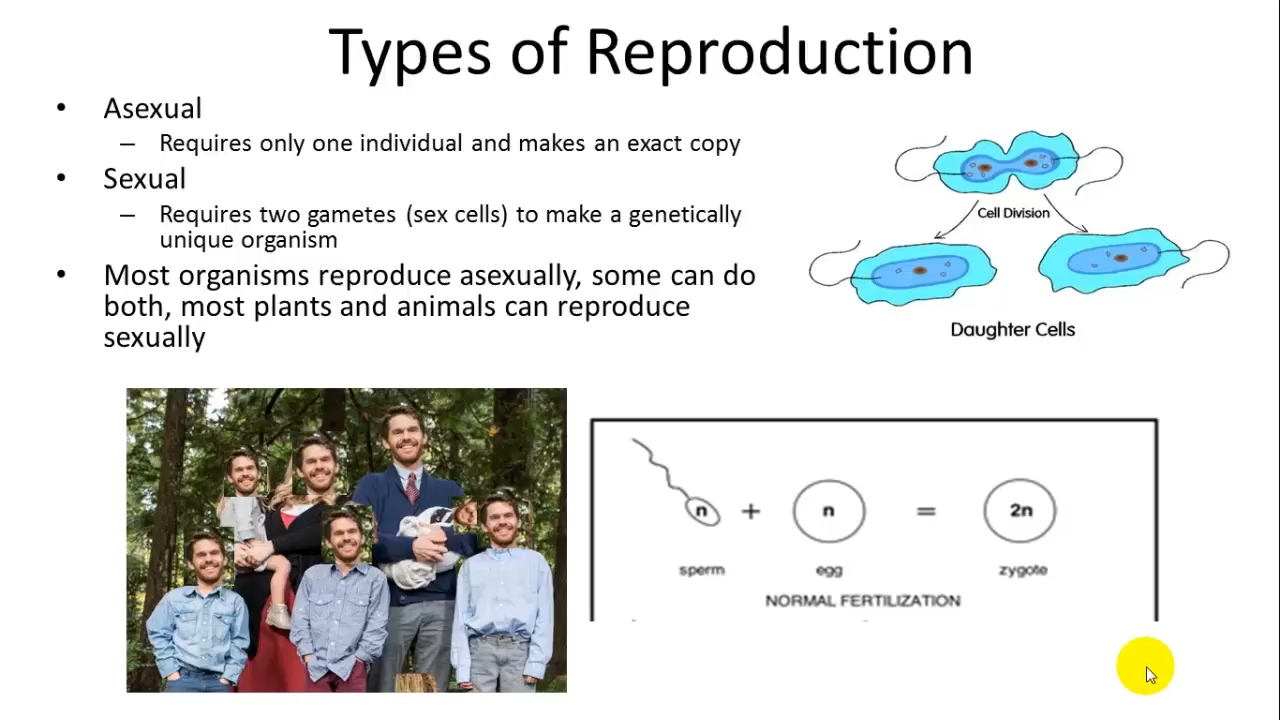 Types of Reproduction
• Asexual
– Requires only one individual and makes an exact copy
• Sexual
– Requires two gametes (sex cells) to make a genetically
unique organism
• Most organisms reproduce asexually, some can do
both, most plants and animals can reproduce
sexually
Cell Division
Daughter Cells
n + n = 2n
sperm egg zygote
NORMAL FERTILIZATION